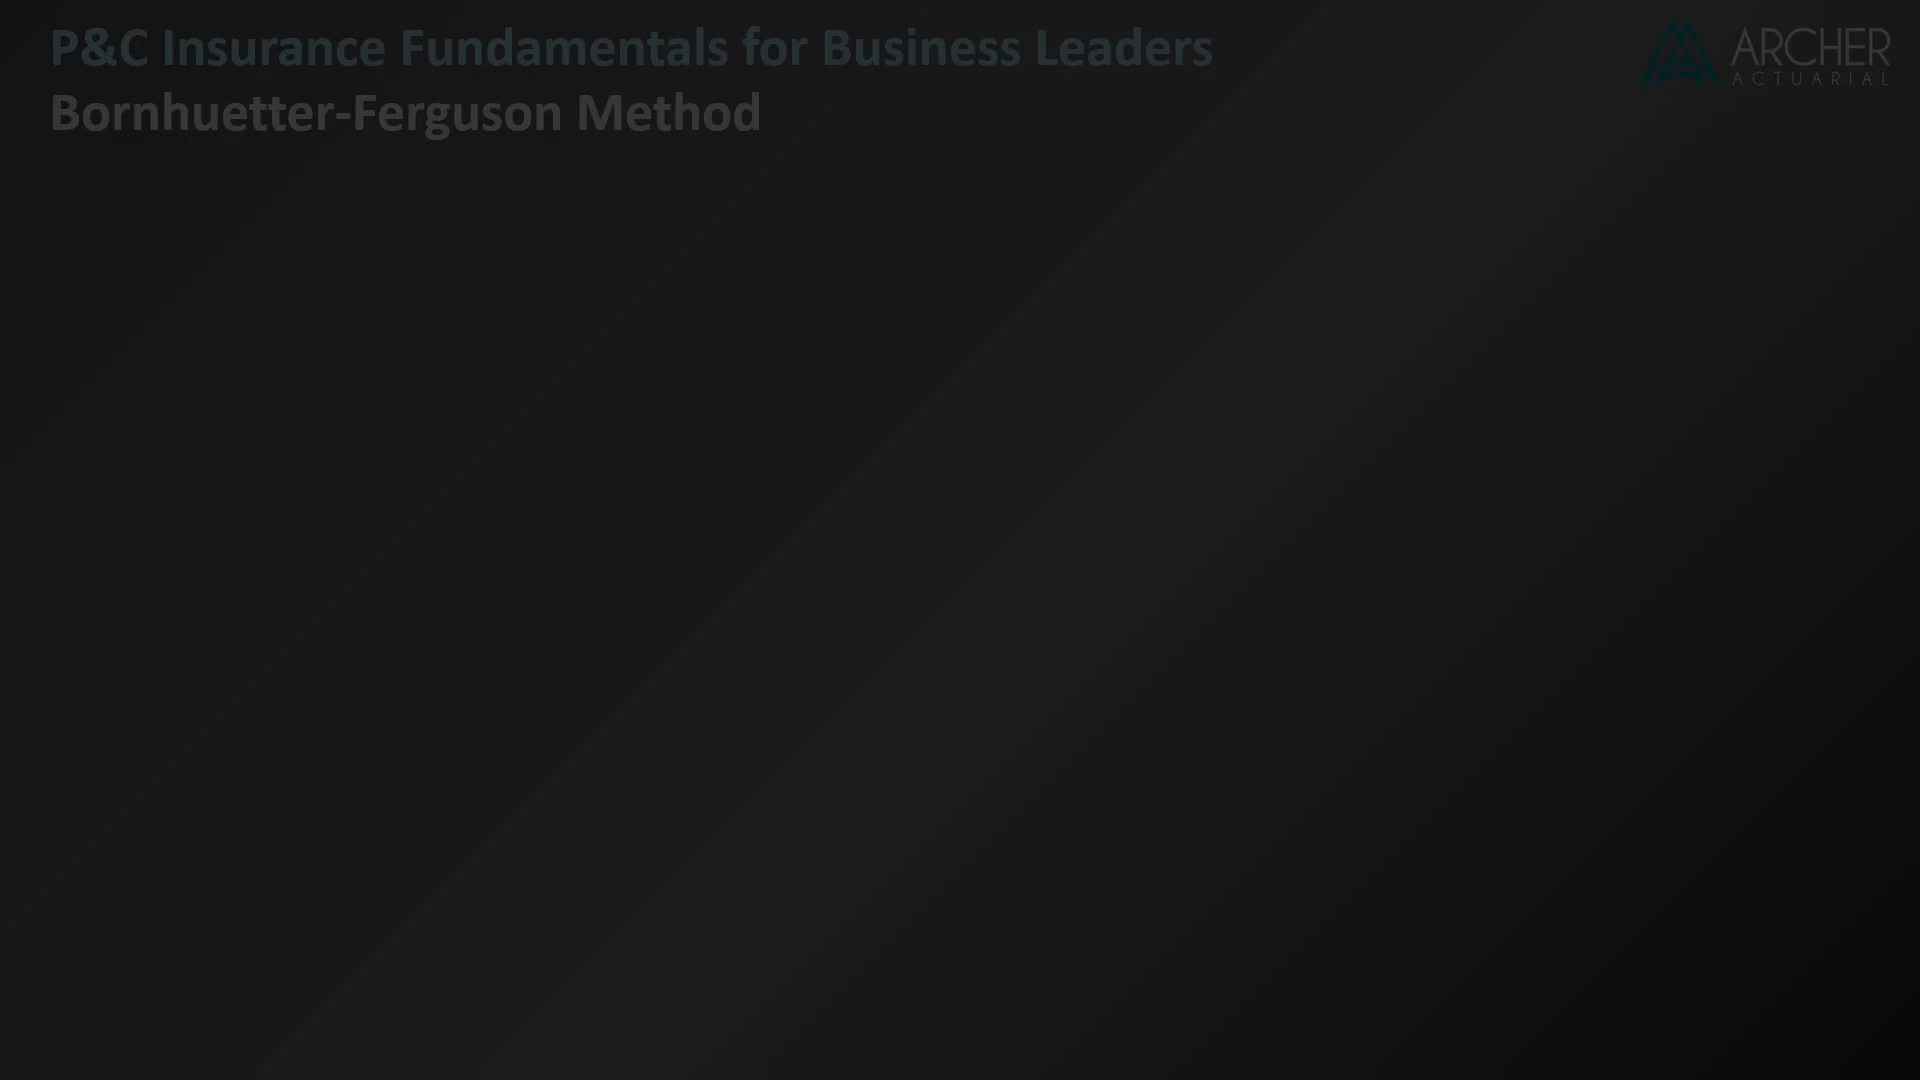 P&C Insurance Fundamentals for Business Leaders
Bornhuetter-Ferguson Method
ARCHER
ACTUARIAL